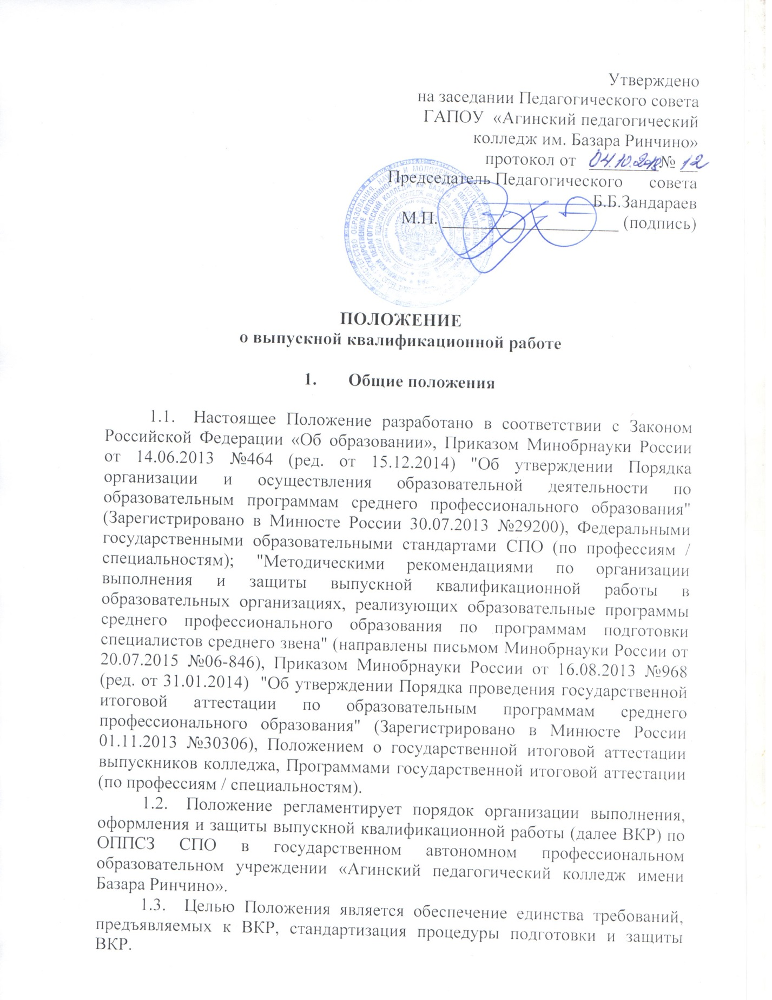 Утверждено
на заседании Педагогического совета
ГАПОУ «Агинский педагогический
колледж им. Базара Ринчино»
протокол от 04.10.2018 № 12
Председатель Педагогического совета
Б.Б.Зандараев
М.П. ____________________ (подпись)
ПОЛОЖЕНИЕ
о выпускной квалификационной работе
1. Общие положения
1.1. Настоящее Положение разработано в соответствии с Законом
Российской Федерации «Об образовании», Приказом Минобрнауки России
от 14.06.2013 №464 (ред. от 15.12.2014) "Об утверждении Порядка
организации и осуществления образовательной деятельности по
образовательным программам среднего профессионального образования"
(Зарегистрировано в Минюсте России 30.07.2013 №29200), Федеральными
государственными образовательными стандартами СПО (по профессиям /
специальностям); "Методическими рекомендациями по организации
выполнения и защиты выпускной квалификационной работы в
образовательных организациях, реализующих образовательные программы
среднего профессионального образования по программам подготовки
специалистов среднего звена" (направлены письмом Минобрнауки России от
20.07.2015 №06-846), Приказом Минобрнауки России от 16.08.2013 №968
(ред. от 31.01.2014) "Об утверждении Порядка проведения государственной
итоговой аттестации по образовательным программам среднего
профессионального образования" (Зарегистрировано в Минюсте России
01.11.2013 №30306), Положением о государственной итоговой аттестации
выпускников колледжа, Программами государственной итоговой аттестации
(по профессиям / специальностям).
1.2. Положение регламентирует порядок организации выполнения,
оформления и защиты выпускной квалификационной работы (далее ВКР) по
ОППСЗ СПО в государственном автономном профессиональном
образовательном учреждении «Агинский педагогический колледж имени
Базара Ринчино».
1.3. Целью Положения является обеспечение единства требований,
предъявляемых к ВКР, стандартизация процедуры подготовки и защиты
ВКР.